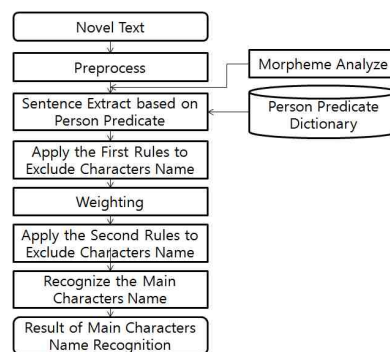 Novel Text
Preprocess
Morpheme Analyze
Sentence Extract based on
Person Predicate
Person Predicate
Dictionary
Apply the First Rules to
Exclude Characters Name
Weighting
Apply the Second Rules to
Exclude Characters Name
Recognize the Main
Characters Name
Result of Main Characters
Name Recognition